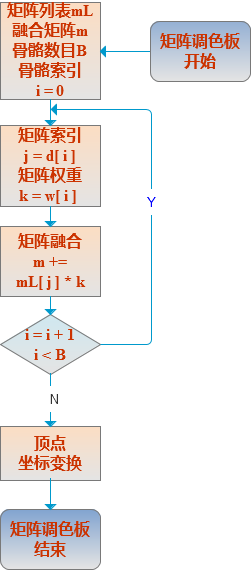 矩阵列表mL
融合矩阵m
骨骼数目B
骨骼索引
i = 0
矩阵调色板
开始
矩阵索引
j = d[ i ]
矩阵权重
k = w[ i ]
Y
矩阵融合
m +=
mL[ j ] * k
i = i + 1
i < B
N
顶点
坐标变换
矩阵调色板
结束